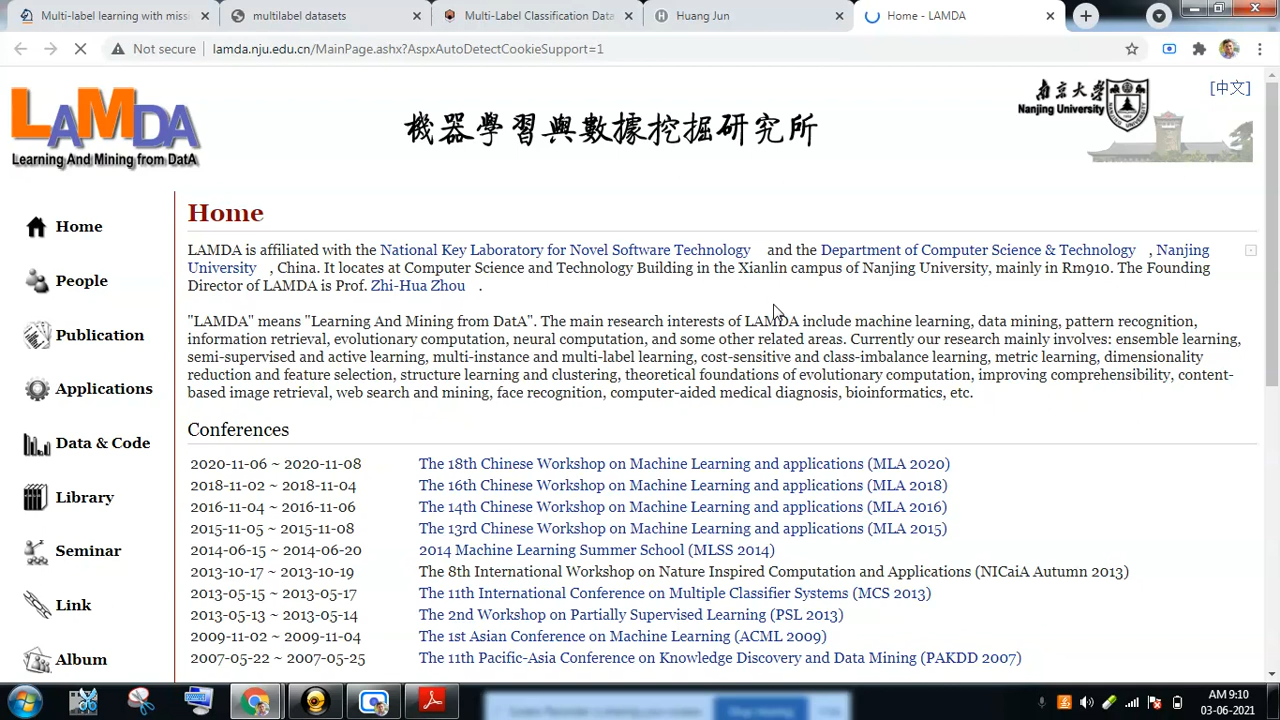 Multi-label learning with miss
multilabel datasets
Multi-Label Classification Data
Huang Jun
Home - LAMDA
Not secure
lamda.nju.edu.cn/MainPage.ashx?AspxAutoDetectCookieSupport=1
LAMDA
Learning And Mining from DatA
機器學習與數據挖掘研究所
南京大學
Nanjing University
[中文]
Home
People
Publication
Applications
Data & Code
Library
Seminar
Link
Album
Home
LAMDA is affiliated with the National Key Laboratory for Novel Software Technology and the Department of Computer Science & Technology , Nanjing
University , China. It locates at Computer Science and Technology Building in the Xianlin campus of Nanjing University, mainly in Rm910. The Founding
Director of LAMDA is Prof. Zhi-Hua Zhou .
"LAMDA" means "Learning And Mining from DatA". The main research interests of LAMDA include machine learning, data mining, pattern recognition,
information retrieval, evolutionary computation, neural computation, and some other related areas. Currently our research mainly involves: ensemble learning,
semi-supervised and active learning, multi-instance and multi-label learning, cost-sensitive and class-imbalance learning, metric learning, dimensionality
reduction and feature selection, structure learning and clustering, theoretical foundations of evolutionary computation, improving comprehensibility, content-
based image retrieval, web search and mining, face recognition, computer-aided medical diagnosis, bioinformatics, etc.
Conferences
2020-11-06 ~ 2020-11-08 The 18th Chinese Workshop on Machine Learning and applications (MLA 2020)
2018-11-02 ~ 2018-11-04 The 16th Chinese Workshop on Machine Learning and applications (MLA 2018)
2016-11-04 ~ 2016-11-06 The 14th Chinese Workshop on Machine Learning and applications (MLA 2016)
2015-11-05 ~ 2015-11-08 The 13rd Chinese Workshop on Machine Learning and applications (MLA 2015)
2014-06-15 ~ 2014-06-20 2014 Machine Learning Summer School (MLSS 2014)
2013-10-17 ~ 2013-10-19 The 8th International Workshop on Nature Inspired Computation and Applications (NICaiA Autumn 2013)
2013-05-15 ~ 2013-05-17 The 11th International Conference on Multiple Classifier Systems (MCS 2013)
2013-05-13 ~ 2013-05-14 The 2nd Workshop on Partially Supervised Learning (PSL 2013)
2009-11-02 ~ 2009-11-04 The 1st Asian Conference on Machine Learning (ACML 2009)
2007-05-22 ~ 2007-05-25 The 11th Pacific-Asia Conference on Knowledge Discovery and Data Mining (PAKDD 2007)
AM 9:10
03-06-2021